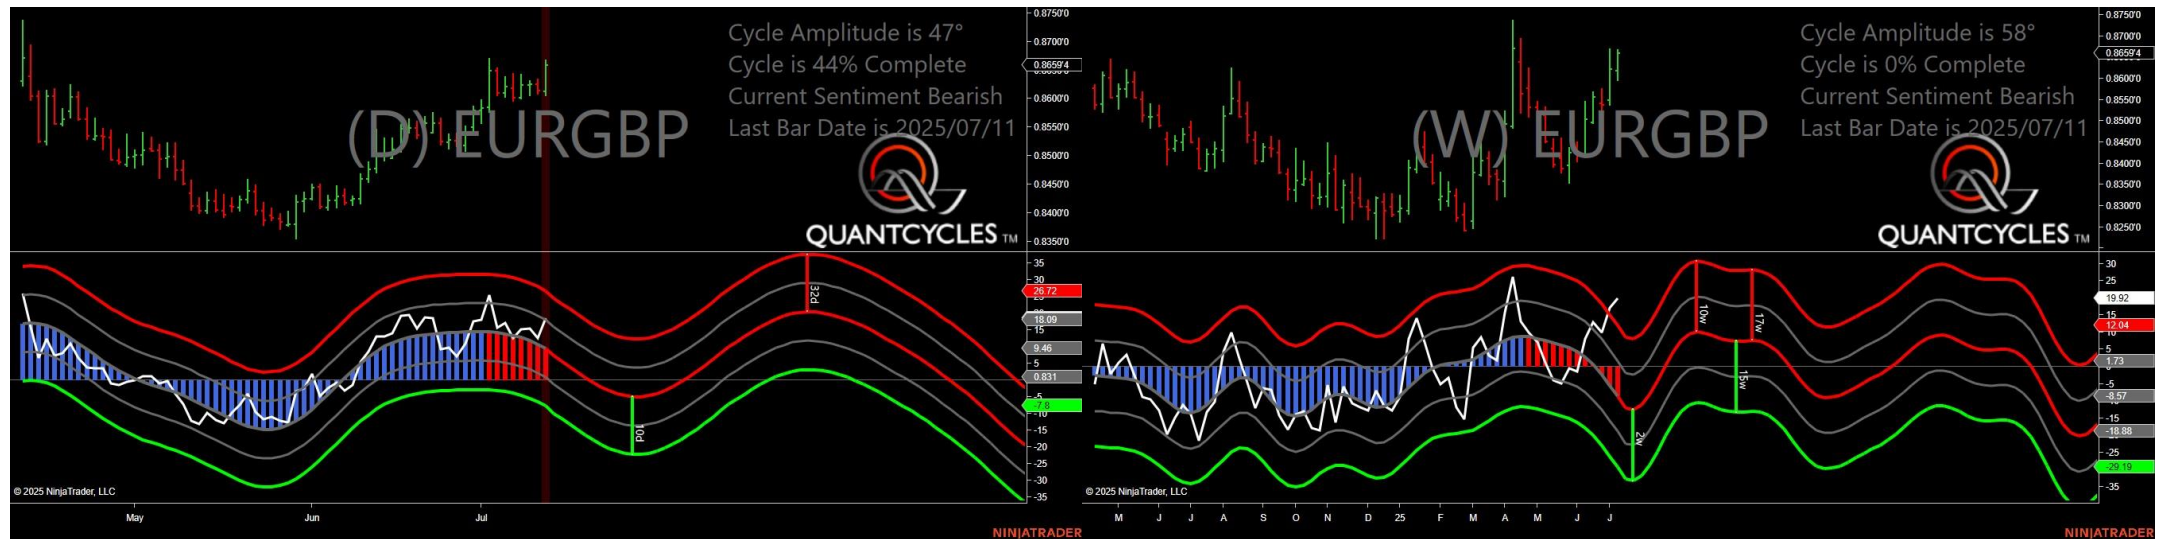 Cycle Amplitude is 47°
Cycle is 44% Complete
Current Sentiment Bearish
Last Bar Date is 2025/07/11
(D) EURGBP
QUANTCYCLES TM
0.8750'0
0.8700'0
0.8659'4
0.8600'0
0.8550'0
0.8500'0
0.8450'0
0.8400'0
0.8350'0
32d
10d
35
30
26.72
18.09
15
9.46
5
0.831
-7.8
-10
-15
-20
-25
-30
-35
© 2025 NinjaTrader, LLC
May Jun Jul
NINJATRADER
Cycle Amplitude is 58°
Cycle is 0% Complete
Current Sentiment Bearish
Last Bar Date is 2025/07/11
(W) EURGBP
QUANTCYCLES TM
0.8750'0
0.8700'0
0.8659'4
0.8600'0
0.8550'0
0.8500'0
0.8450'0
0.8400'0
0.8350'0
0.8300'0
0.8250'0
10w
17w
15w
2w
30
25
19.92
12.04
5
1.73
-5
-8.57
-15
-18.88
-25
-29.19
-35
© 2025 NinjaTrader, LLC
M J J A S O N D 25 F M A M J J
NINJATRADER